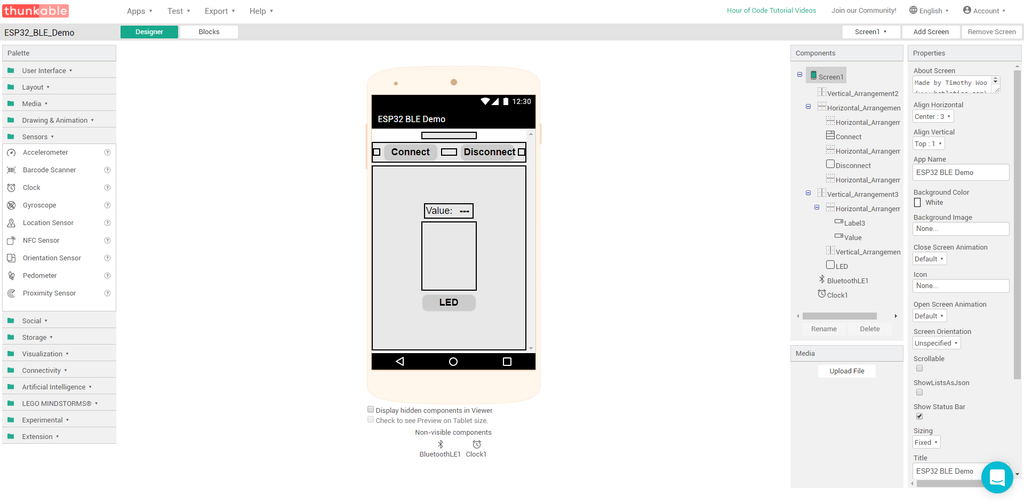 thunkable
Apps
Test
Export
Help
Hour of Code Tutorial Videos
Join our Community!
English
Account
ESP32_BLE_Demo
Designer
Blocks
Screen1
Add Screen
Remove Screen
Palette
User Interface
Layout
Media
Drawing & Animation
Sensors
Accelerometer
Barcode Scanner
Clock
Gyroscope
Location Sensor
NFC Sensor
Orientation Sensor
Pedometer
Proximity Sensor
Social
Storage
Visualization
Connectivity
Artificial Intelligence
LEGO MINDSTORMS®
Experimental
Extension
12:30
ESP32 BLE Demo
Connect
Disconnect
Value: ---
LED
Display hidden components in Viewer
Check to see Preview on Tablet size.
Non-visible components
BluetoothLE1
Clock1
Components
Screen1
Vertical_Arrangement2
Horizontal_Arrangemen
Horizontal_Arrangem
Connect
Horizontal_Arrangem
Disconnect
Horizontal_Arrangem
Vertical_Arrangement3
Horizontal_Arrangem
Label3
Value
Vertical_Arrangemen
LED
BluetoothLE1
Clock1
Rename
Delete
Media
Upload File
Properties
About Screen
Made by Timothy Woo
Align Horizontal
Center : 3
Align Vertical
Top : 1
App Name
ESP32 BLE Demo
Background Color
White
Background Image
None...
Close Screen Animation
Default
Icon
None...
Open Screen Animation
Default
Screen Orientation
Unspecified
Scrollable
ShowListsAsJson
Show Status Bar
Sizing
Fixed
Title
ESP32 BLE Demo